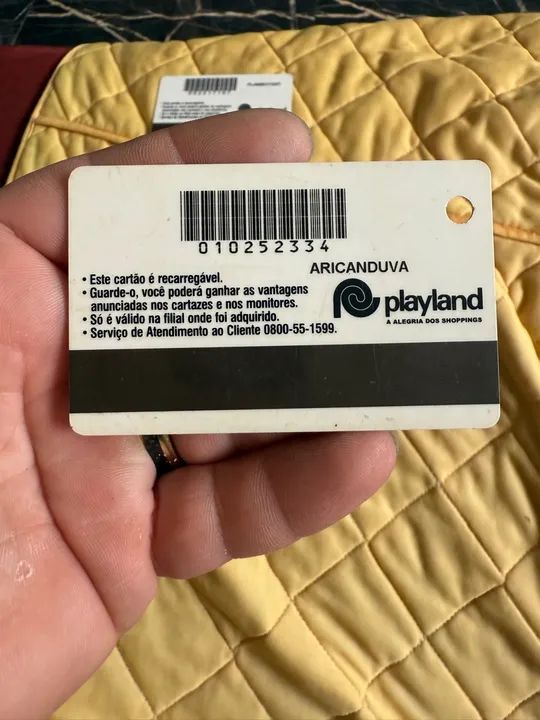 010252334
ARICANDUVA
• Este cartão é recarregável.
• Guarde-o, você poderá ganhar as vantagens
anunciadas nos cartazes e nos monitores.
• Só é válido na filial onde foi adquirido.
• Serviço de Atendimento ao Cliente 0800-55-1599.
playland
A ALEGRIA DOS SHOPPINGS